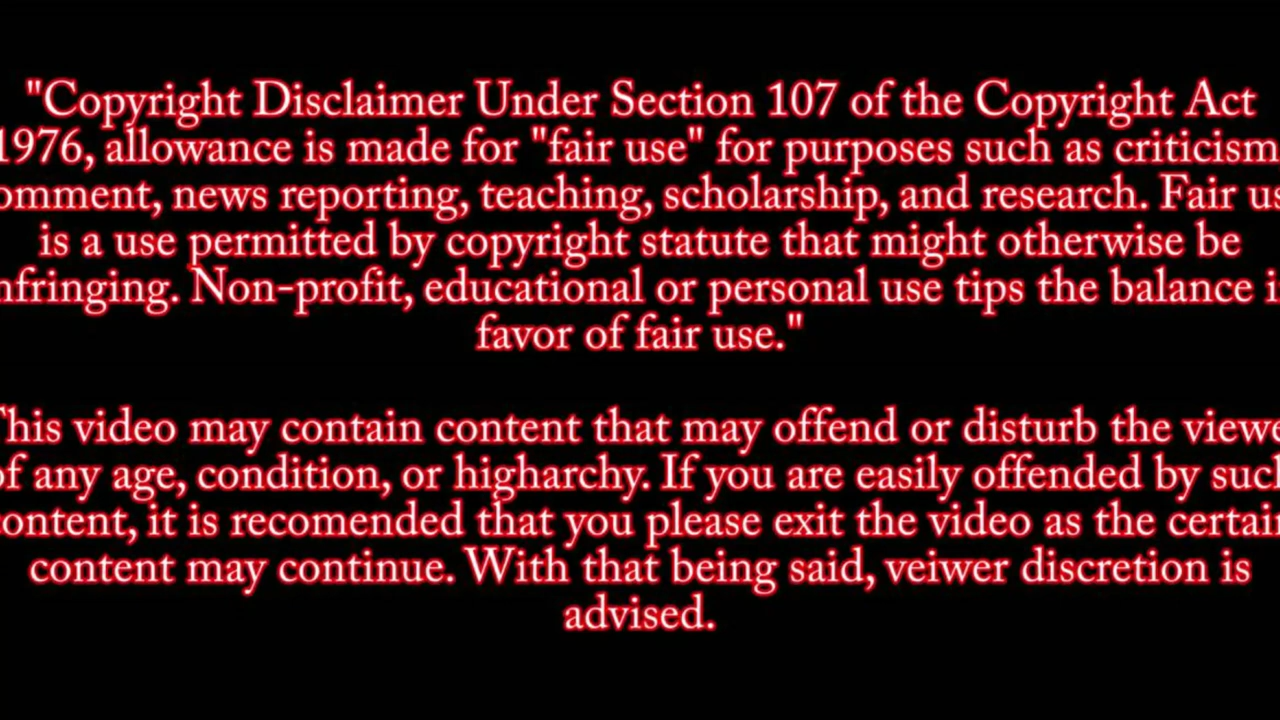 "Copyright Disclaimer Under Section 107 of the Copyright Act
1976, allowance is made for "fair use" for purposes such as criticism
omment, news reporting, teaching, scholarship, and research. Fair us
is a use permitted by copyright statute that might otherwise be
nfringing. Non-profit, educational or personal use tips the balance i
favor of fair use."
This video may contain content that may offend or disturb the viewe
of any age, condition, or higharchy. If you are easily offended by such
content, it is recomended that you please exit the video as the certain
content may continue. With that being said, veiwer discretion is
advised.